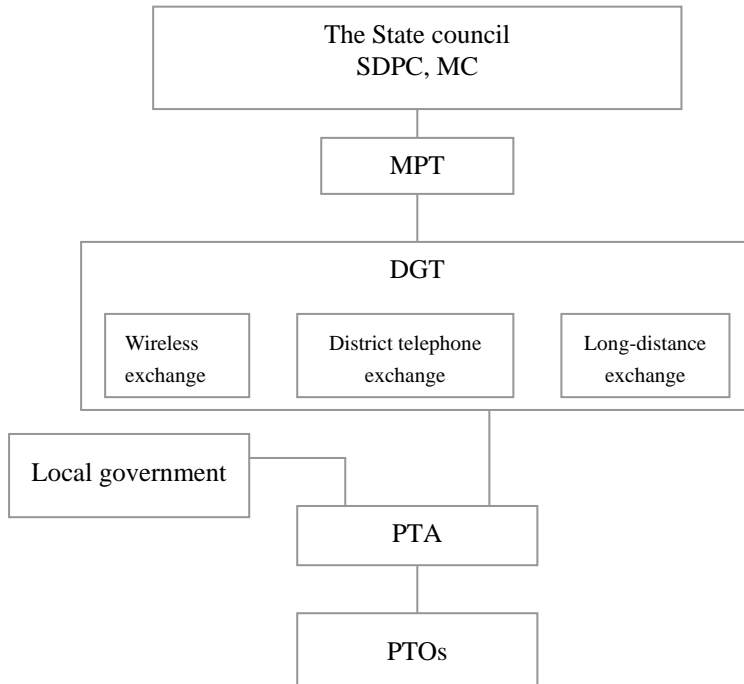 The State council
SDPC, MC
MPT
DGT
Wireless
exchange
District telephone
exchange
Long-distance
exchange
Local government
PTA
PTOs